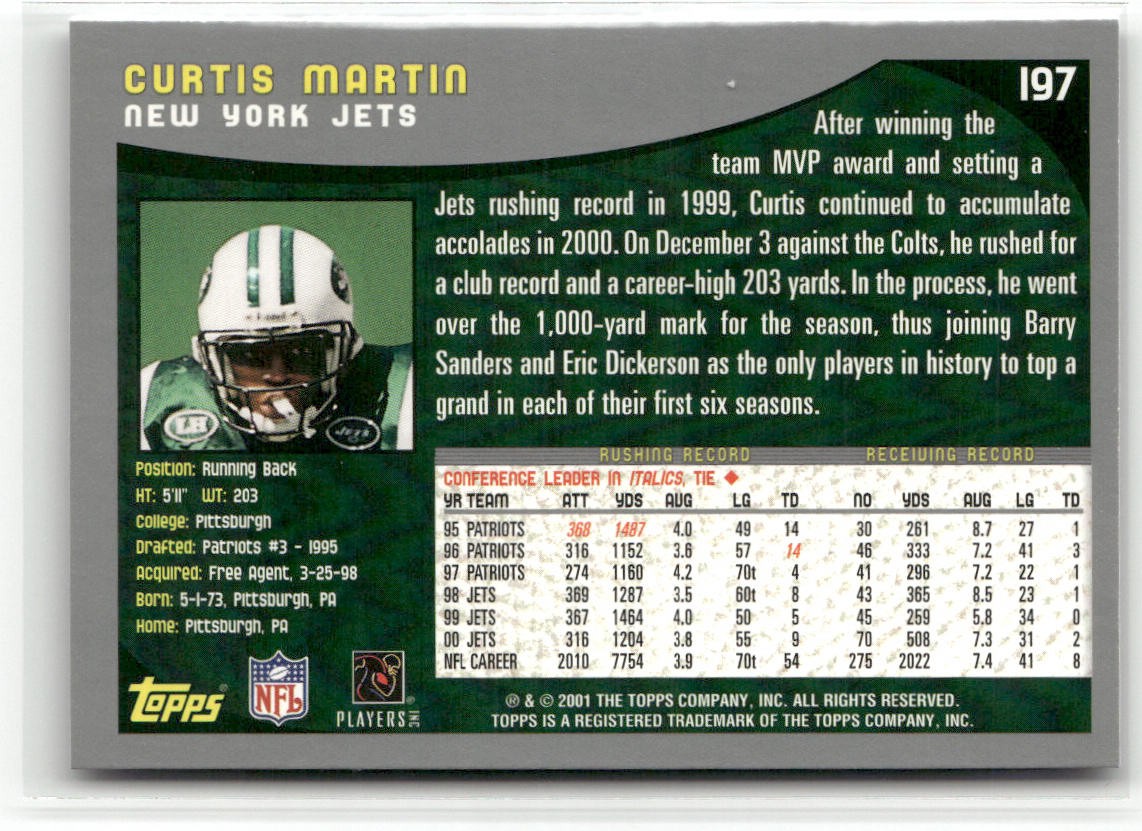 CURTIS MARTIN
NEW YORK JETS
197
After winning the
team MVP award and setting a
Jets rushing record in 1999, Curtis continued to accumulate
accolades in 2000. On December 3 against the Colts, he rushed for
a club record and a career-high 203 yards. In the process, he went
over the 1,000-yard mark for the season, thus joining Barry
Sanders and Eric Dickerson as the only players in history to top a
grand in each of their first six seasons.
LH
JETS
Position: Running Back
HT: 5'11" WT: 203
College: Pittsburgh
Drafted: Patriots #3 - 1995
Acquired: Free Agent, 3-25-98
Born: 5-1-73, Pittsburgh, PA
Home: Pittsburgh, PA
RUSHING RECORD RECEIVING RECORD
CONFERENCE LEADER IN ITALICS, TIE ◆
YR TEAM ATT YDS AVG LG TD NO YDS AVG LG TD
95 PATRIOTS 368 1487 4.0 49 14 30 261 8.7 27 1
96 PATRIOTS 316 1152 3.6 57 14 46 333 7.2 41 3
97 PATRIOTS 274 1160 4.2 70t 4 41 296 7.2 22 1
98 JETS 369 1287 3.5 60t 8 43 365 8.5 23 1
99 JETS 367 1464 4.0 50 5 45 259 5.8 34 0
00 JETS 316 1204 3.8 55 9 70 508 7.3 31 2
NFL CAREER 2010 7754 3.9 70t 54 275 2022 7.4 41 8
topps®
NFL
PLAYERS INC
® & © 2001 THE TOPPS COMPANY, INC. ALL RIGHTS RESERVED.
TOPPS IS A REGISTERED TRADEMARK OF THE TOPPS COMPANY, INC.